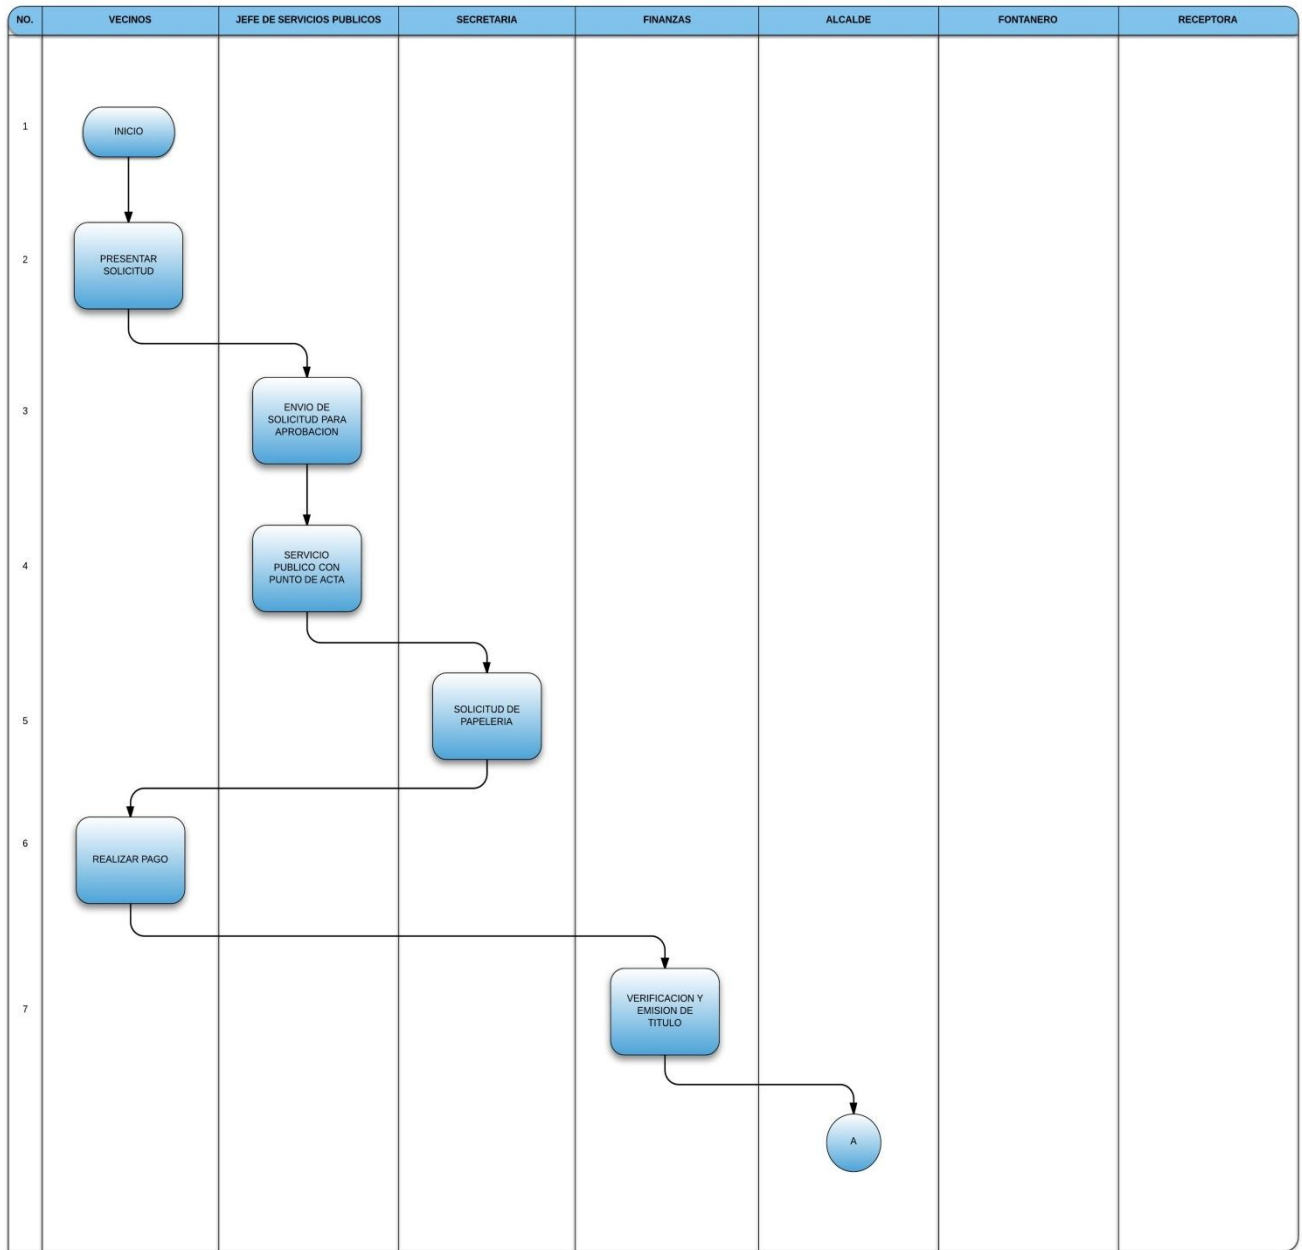 NO. VECINOS JEFE DE SERVICIOS PUBLICOS SECRETARIA FINANZAS ALCALDE FONTANERO RECEPTORA
1
INICIO
2
PRESENTAR
SOLICITUD
3
ENVIO DE
SOLICITUD PARA
APROBACION
4
SERVICIO
PUBLICO CON
PUNTO DE ACTA
5
SOLICITUD DE
PAPELERIA
6
REALIZAR PAGO
7
VERIFICACION Y
EMISION DE
TITULO
A